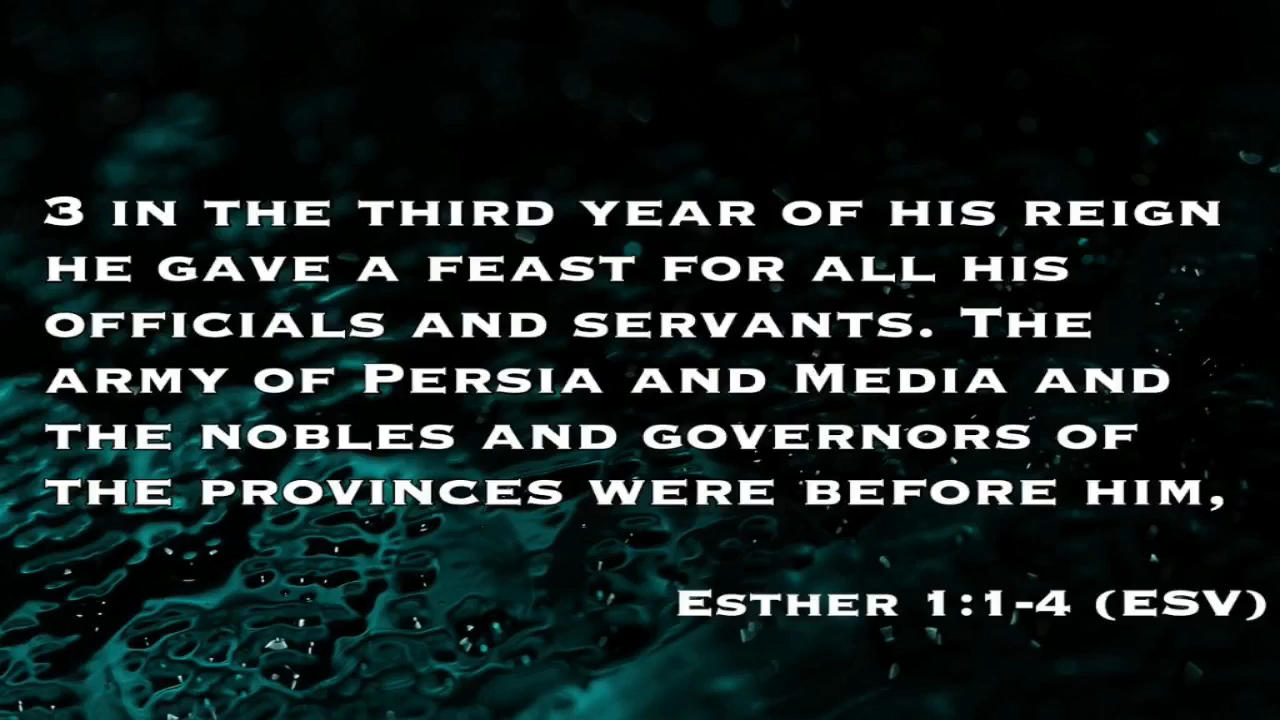 3 in the third year of his reign
he gave a feast for all his
officials and servants. The
army of Persia and Media and
the nobles and governors of
the provinces were before him,
Esther 1:1-4 (ESV)